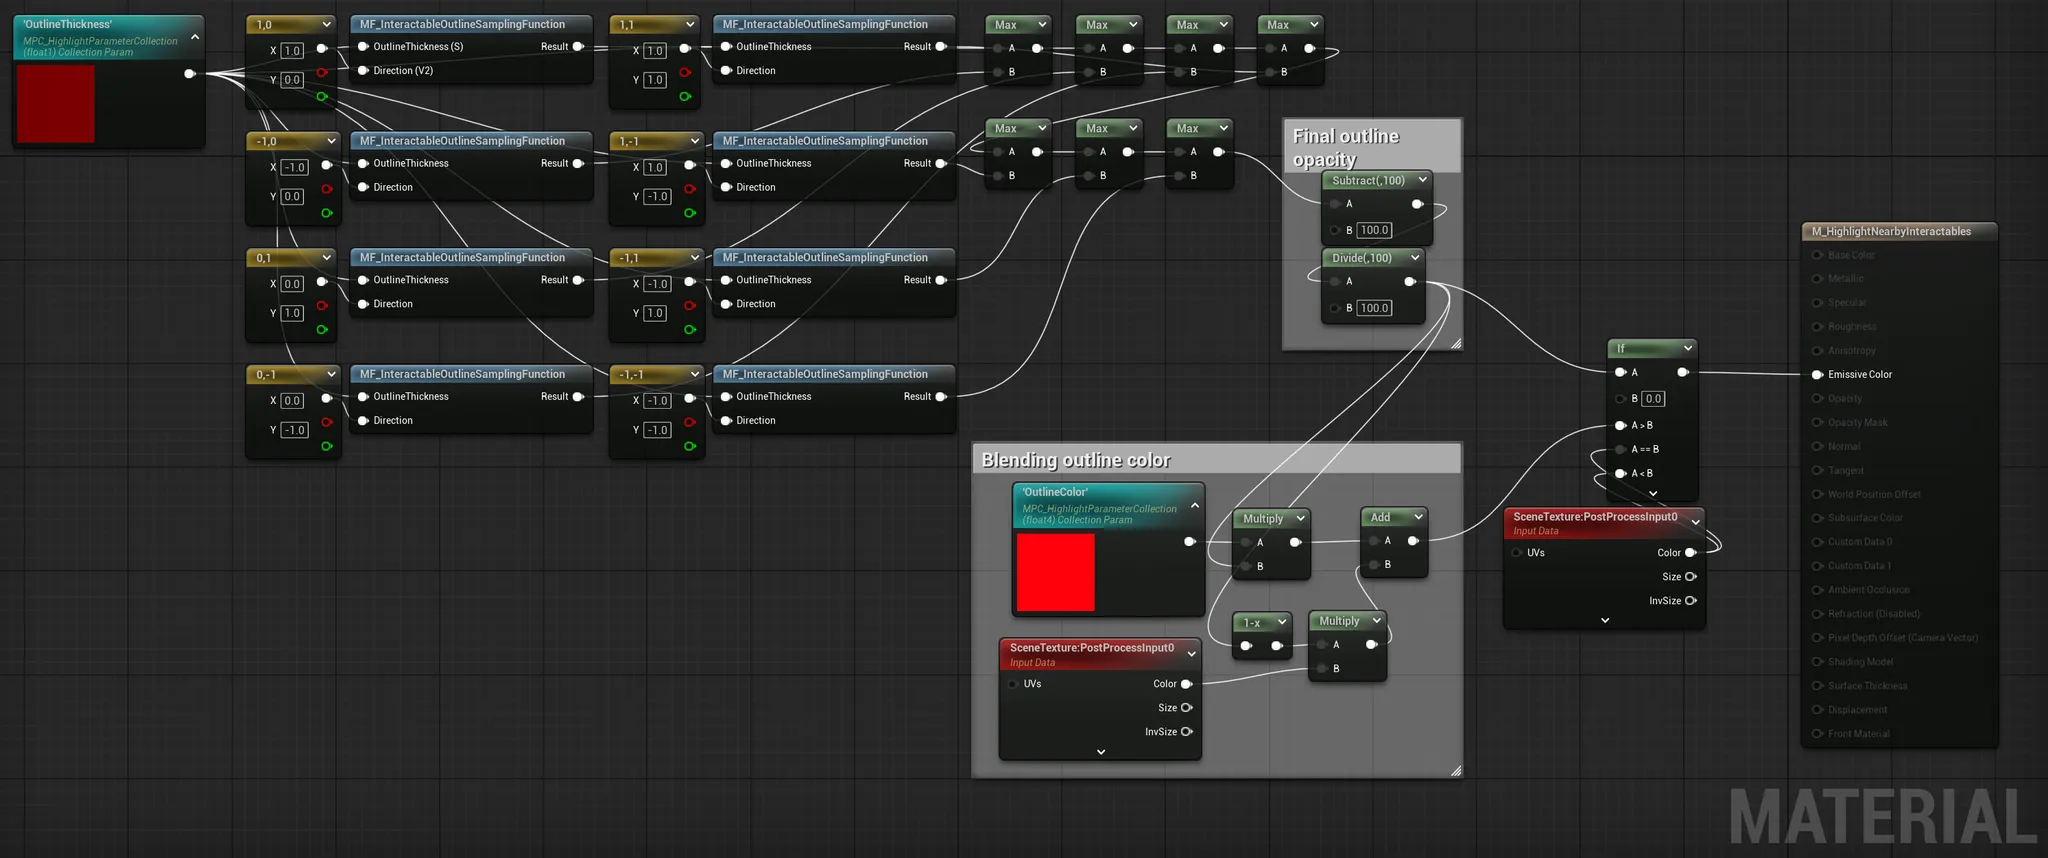 'OutlineThickness'
MPC_HighlightParameterCollection
(float1) Collection Param
1,0
X 1.0
Y 0.0
MF_InteractableOutlineSamplingFunction
OutlineThickness (S)
Result
Direction (V2)
1,1
X 1.0
Y 1.0
MF_InteractableOutlineSamplingFunction
OutlineThickness
Result
Direction
Max
A
B
Max
A
B
Max
A
B
Max
A
B
-1,0
X -1.0
Y 0.0
MF_InteractableOutlineSamplingFunction
OutlineThickness
Result
Direction
1,-1
X 1.0
Y -1.0
MF_InteractableOutlineSamplingFunction
OutlineThickness
Result
Direction
Max
A
B
Max
A
B
Max
A
B
0,1
X 0.0
Y 1.0
MF_InteractableOutlineSamplingFunction
OutlineThickness
Result
Direction
-1,1
X -1.0
Y 1.0
MF_InteractableOutlineSamplingFunction
OutlineThickness
Result
Direction
0,-1
X 0.0
Y -1.0
MF_InteractableOutlineSamplingFunction
OutlineThickness
Result
Direction
-1,-1
X -1.0
Y -1.0
MF_InteractableOutlineSamplingFunction
OutlineThickness
Result
Direction
Final outline
opacity
Subtract(,100)
A
B 100.0
Divide(,100)
A
B 100.0
Blending outline color
'OutlineColor'
MPC_HighlightParameterCollection
(float4) Collection Param
Multiply
A
B
Add
A
B
1-x
Multiply
A
B
SceneTexture:PostProcessInput0
Input Data
UVs
Color
Size
InvSize
If
A
B 0.0
A > B
A == B
A < B
SceneTexture:PostProcessInput0
Input Data
UVs
Color
Size
InvSize
M_HighlightNearbyInteractables
Base Color
Metallic
Specular
Roughness
Anisotropy
Emissive Color
Opacity
Opacity Mask
Normal
Tangent
World Position Offset
Subsurface Color
Custom Data 0
Custom Data 1
Ambient Occlusion
Refraction (Disabled)
Pixel Depth Offset (Camera Vector)
Shading Model
Surface Thickness
Displacement
Front Material
MATERIAL